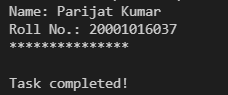 Name: Parijat Kumar
Roll No.: 20001016037
***************
Task completed!